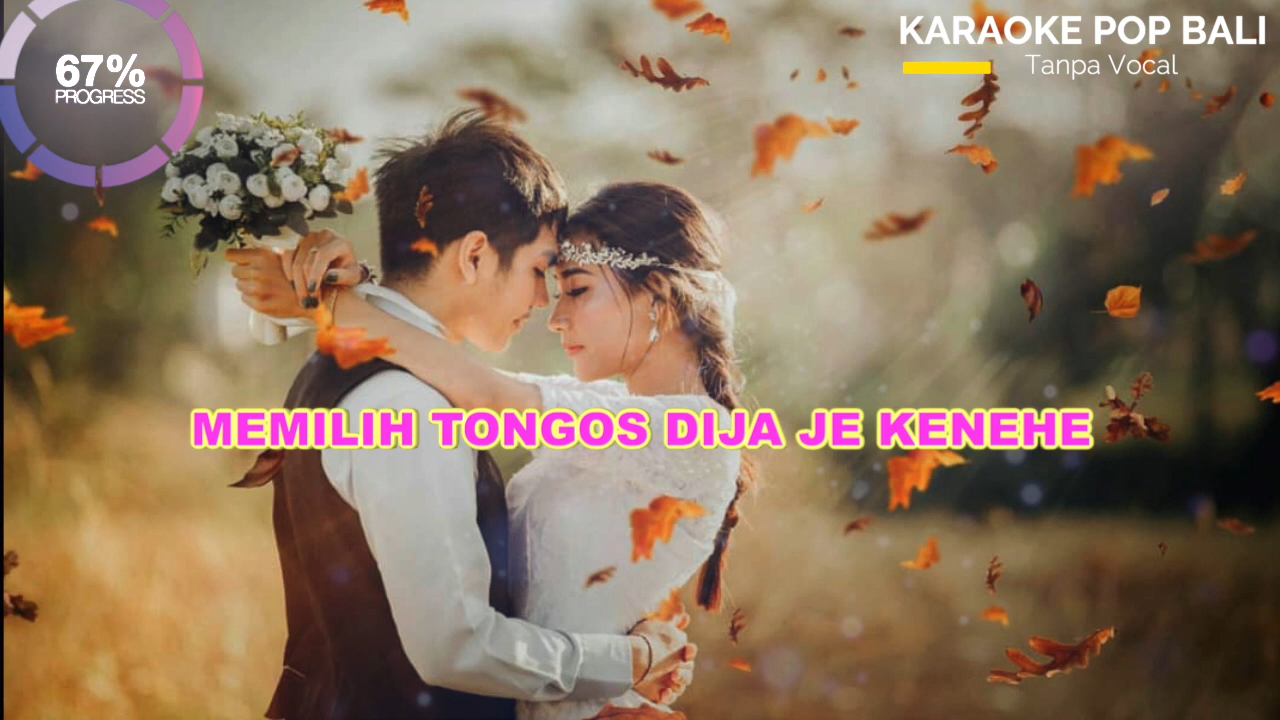 67%
PROGRESS
KARAOKE POP BALI
Tanpa Vocal
MEMILIH TONGOS DIJA JE KENEHE